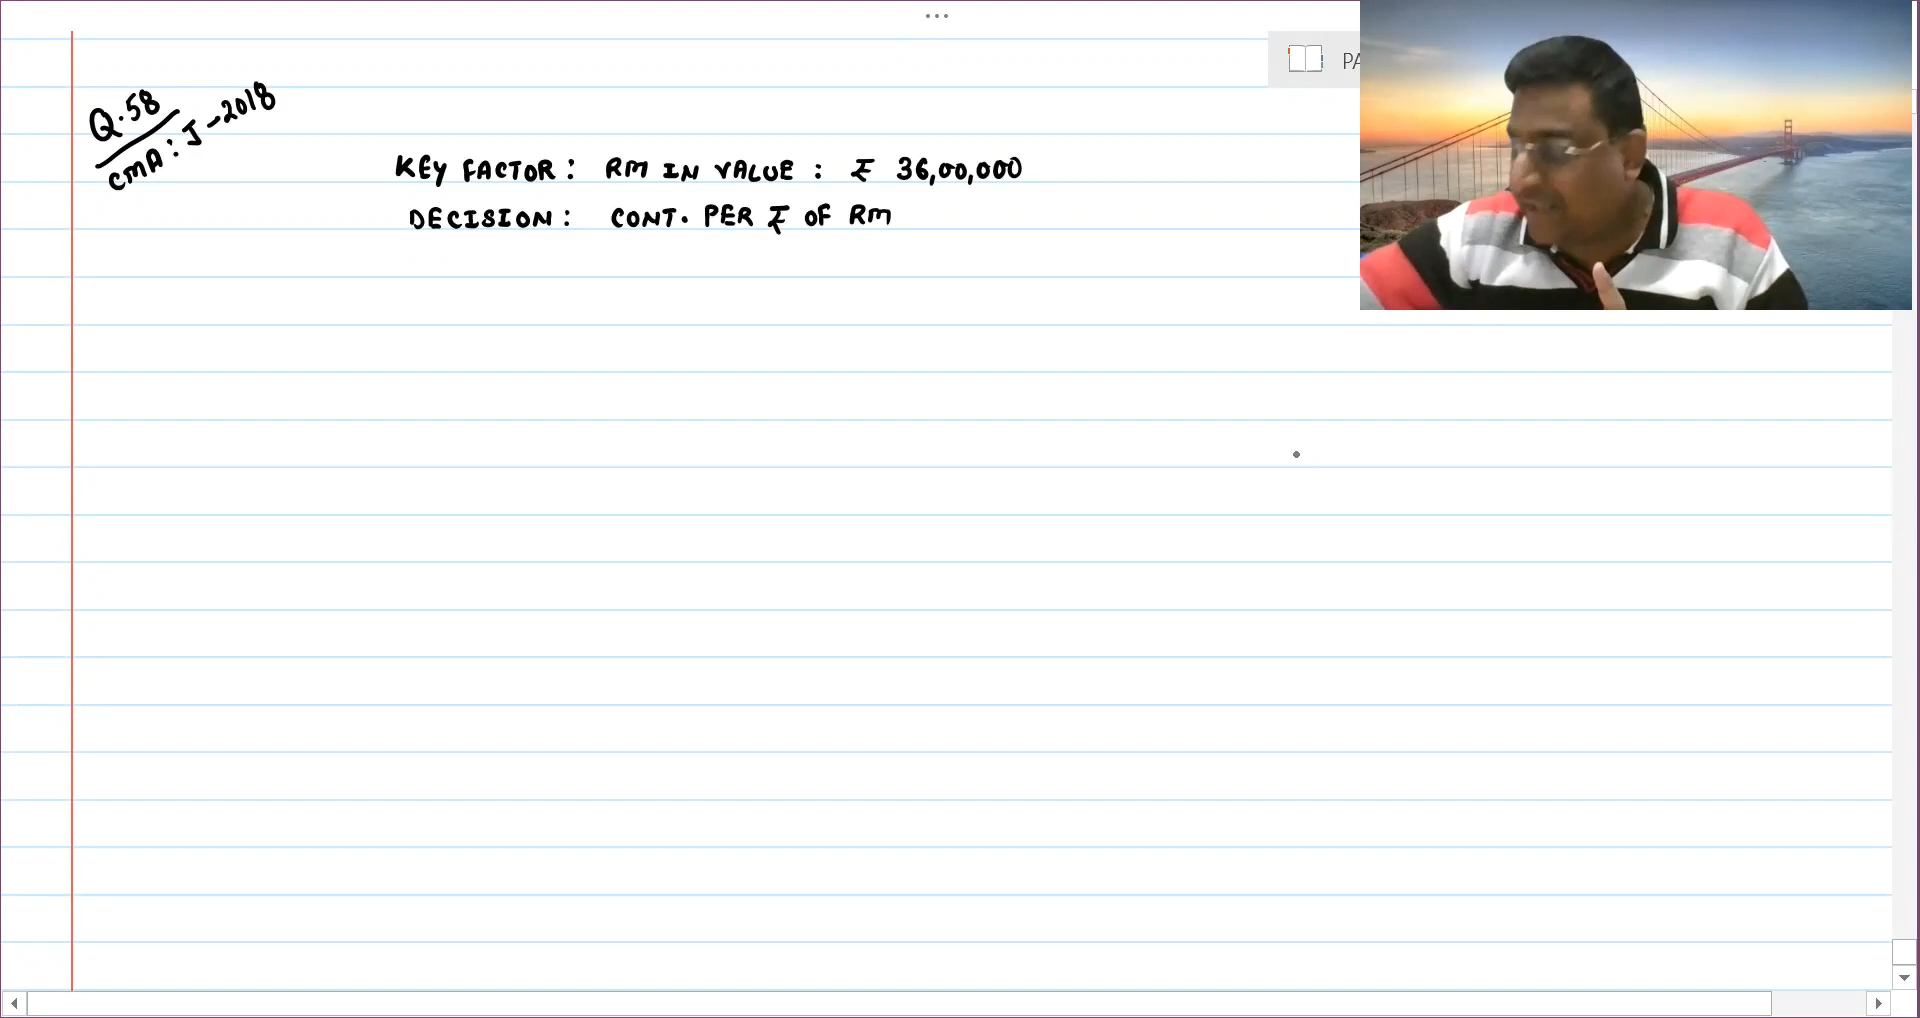 Q.58
CMA: J-2018
KEY FACTOR: RM IN VALUE: ₹ 36,00,000
DECISION: CONT. PER ₹ OF RM
PA